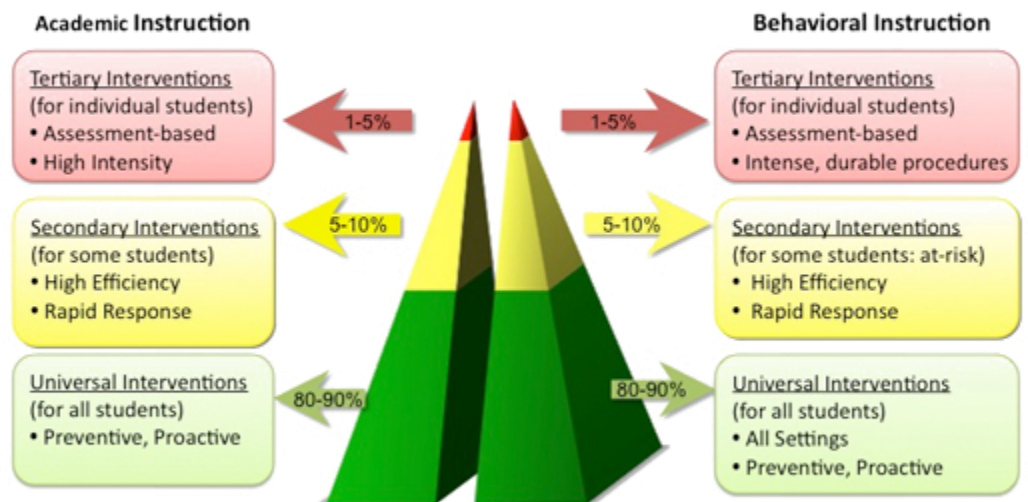 Academic Instruction
Tertiary Interventions
(for individual students)
• Assessment-based
• High Intensity
1-5%
Secondary Interventions
(for some students)
• High Efficiency
• Rapid Response
5-10%
Universal Interventions
(for all students)
• Preventive, Proactive
80-90%
Behavioral Instruction
1-5%
Tertiary Interventions
(for individual students)
• Assessment-based
• Intense, durable procedures
5-10%
Secondary Interventions
(for some students: at-risk)
• High Efficiency
• Rapid Response
80-90%
Universal Interventions
(for all students)
• All Settings
• Preventive, Proactive